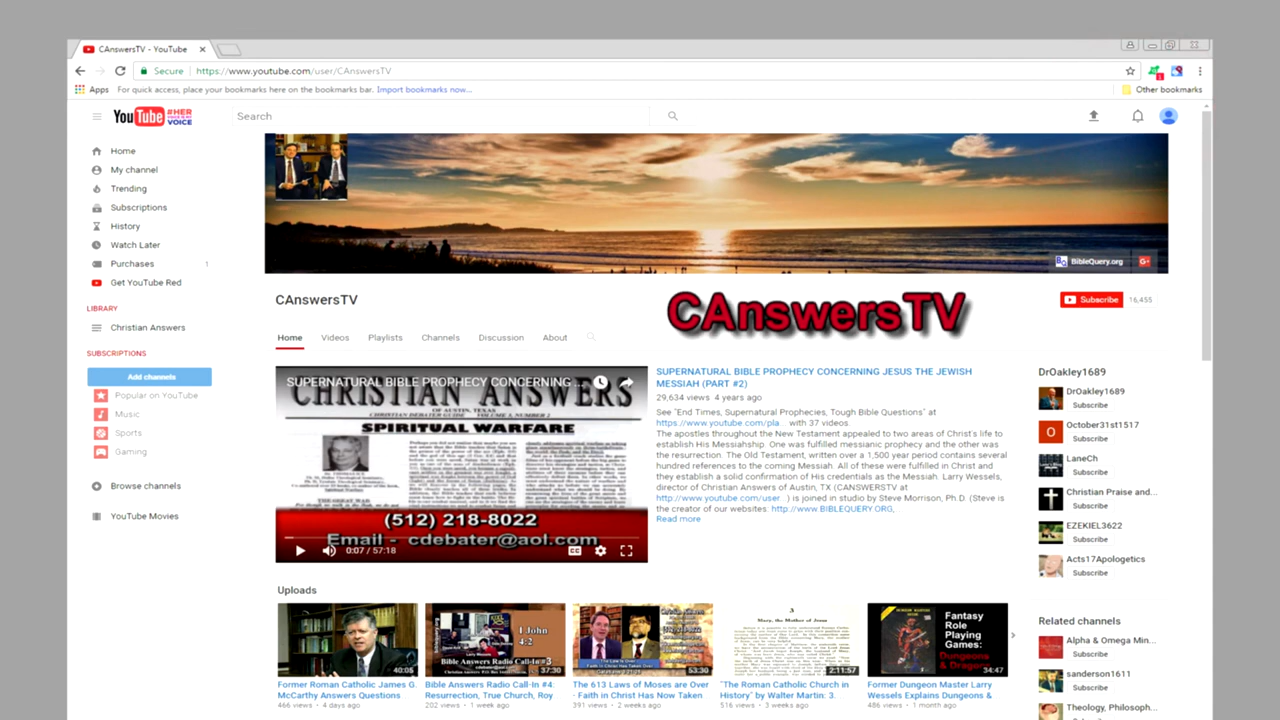 CAnswersTV - YouTube
Secure
https://www.youtube.com/user/CAnswersTV
Apps
For quick access, place your bookmarks here on the bookmarks bar. Import bookmarks now...
Other bookmarks
YouTube
#HER
VOICE
Search
Home
My channel
Trending
Subscriptions
History
Watch Later
Purchases
1
Get YouTube Red
LIBRARY
Christian Answers
SUBSCRIPTIONS
Add channels
Popular on YouTube
Music
Sports
Gaming
Browse channels
YouTube Movies
BibleQuery.org
G+
CAnswersTV
CAnswersTV
Subscribe
16,455
Home
Videos
Playlists
Channels
Discussion
About
SUPERNATURAL BIBLE PROPHECY CONCERNING ...
CHRISTIAN ANSWERS
OF AUSTIN, TEXAS
CHRISTIAN DEBATER GUIDE
SPIRITUAL WARFARE
(512) 218-8022
Email - cdebater@aol.com
0:07 / 57:18
SUPERNATURAL BIBLE PROPHECY CONCERNING JESUS THE JEWISH
MESSIAH (PART #2)
29,634 views 4 years ago
See "End Times, Supernatural Prophecies, Tough Bible Questions" at
https://www.youtube.com/pla... with 37 videos.
The apostles throughout the New Testament appealed to two areas of Christ's life to
establish His Messiahship. One was fulfilled messianic prophecy and the other was
the resurrection. The Old Testament, written over a 1,500 year period contains several
hundred references to the coming Messiah. All of these were fulfilled in Christ and
they establish a solid confirmation of His credentials as the Messiah. Larry Wessels,
director of Christian Answers of Austin, Tx (CANSWERSTV at
http://www.youtube.com/user...) is joined in studio by Steve Morrison, Ph.D. (Steve is
the creator of our websites: http://www.BIBLEQUERY.ORG,...
Read more
DrOakley1689
DrOakley1689
Subscribe
October31st1517
Subscribe
LaneCh
Subscribe
Christian Praise and...
Subscribe
EZEKIEL3622
Subscribe
Acts17Apologetics
Subscribe
Related channels
Alpha & Omega Min...
Subscribe
sanderson1611
Subscribe
Theology, Philosoph...
Subscribe
Uploads
40:05
Former Roman Catholic James G.
McCarthy Answers Questions
466 views • 4 days ago
1 John
4:2
Bible Answers Radio Call-In #3
37:30
Bible Answers Radio Call-In #4:
Resurrection, True Church, Roy
202 views • 1 week ago
Faith in Christ Has Taken Over
53:30
The 613 Laws of Moses are Over
- Faith in Christ Has Now Taken
391 views • 2 weeks ago
3
Mary, the Mother of Jesus
2:11:57
"The Roman Catholic Church in
History" by Walter Martin: 3.
516 views • 3 weeks ago
Fantasy
Role
Playing
Games:
Dungeons
& Dragons
34:47
Former Dungeon Master Larry
Wessels Explains Dungeons &
486 views • 1 month ago